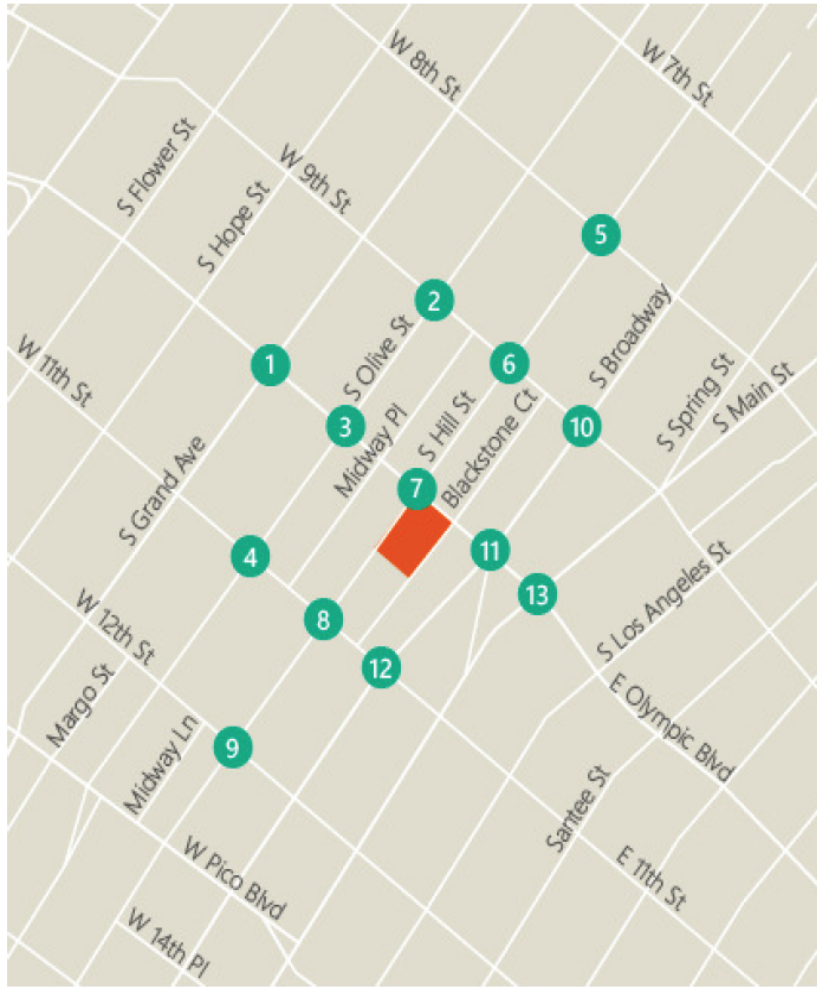 W 8th St
W 7th St
S Flower St
W 9th St
S Hope St
5
2
S Broadway
W 11th St
1
S Olive St
6
S Spring St
S Main St
3
Midway Pl
S Hill St
Blackstone Ct
10
S Grand Ave
7
4
11
13
S Los Angeles St
W 12th St
8
12
Margo St
Midway Ln
9
E Olympic Blvd
Santee St
W Pico Blvd
E 11th St
W 14th Pl